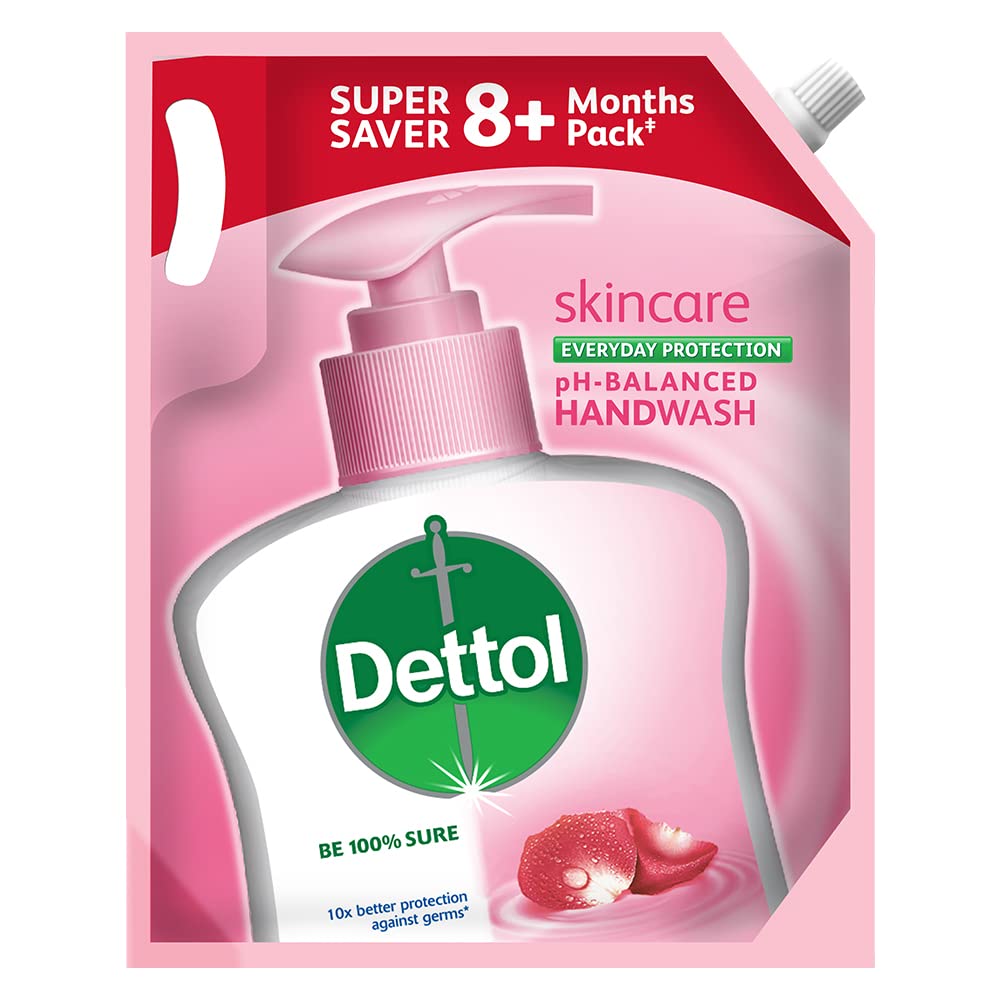 SUPER SAVER 8+ Months Pack‡
skincare
EVERYDAY PROTECTION
pH-BALANCED
HANDWASH
Dettol
BE 100% SURE
10x better protection
against germs*